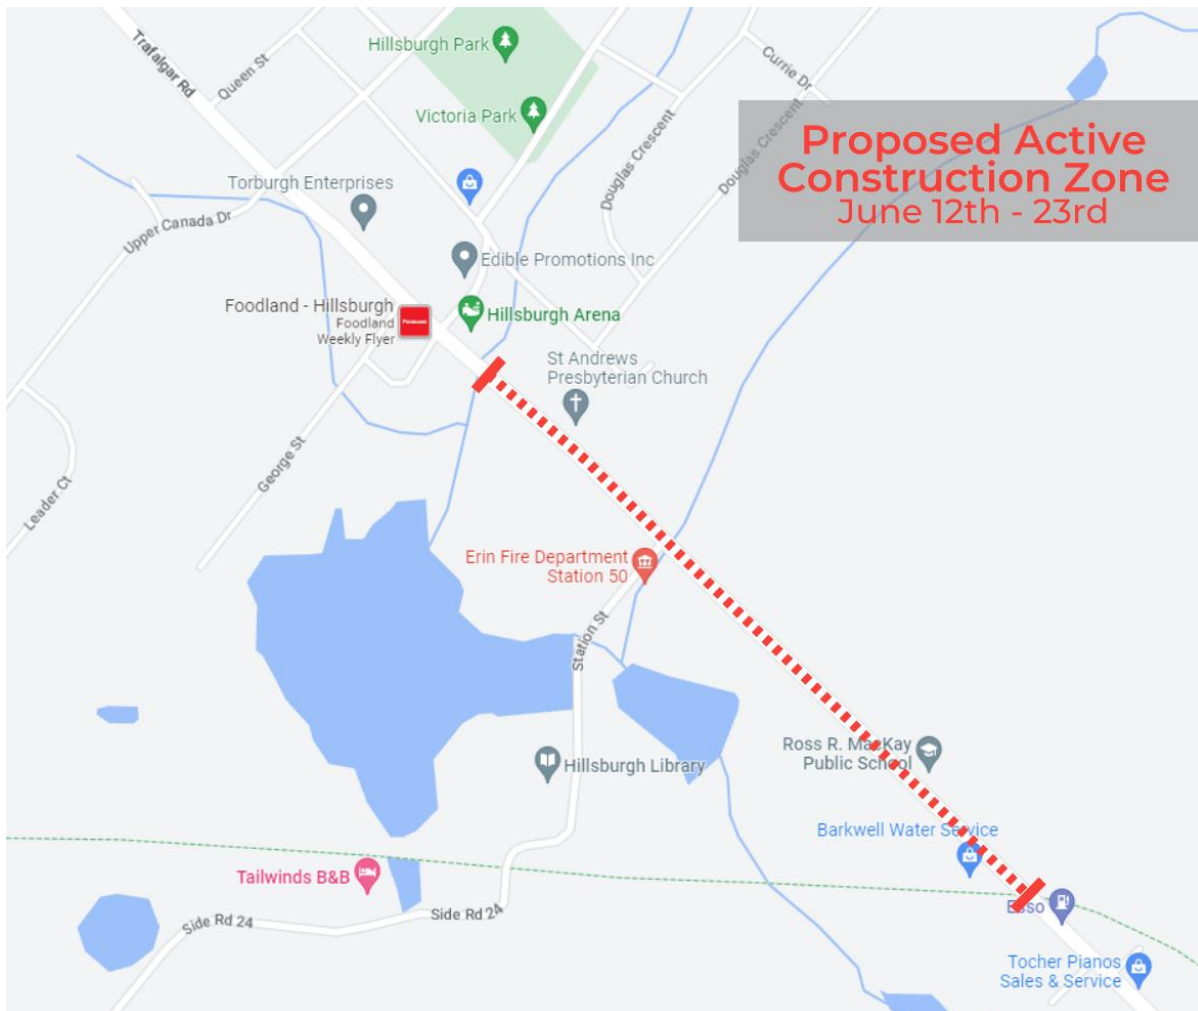 Hillsburgh Park
Trafalgar Rd
Queen St
Currie Dr
Victoria Park
Douglas Crescent
Douglas Crescent
Proposed Active
Construction Zone
June 12th - 23rd
Torburgh Enterprises
Upper Canada Dr
Edible Promotions Inc
Foodland - Hillsburgh
Foodland
Weekly Flyer
Hillsburgh Arena
St Andrews
Presbyterian Church
George St
Leader Ct
Erin Fire Department
Station 50
Station St
Ross R. MacKay
Public School
Hillsburgh Library
Barkwell Water Service
Tailwinds B&B
Side Rd 24
Side Rd 24
Esso
Tocher Pianos
Sales & Service